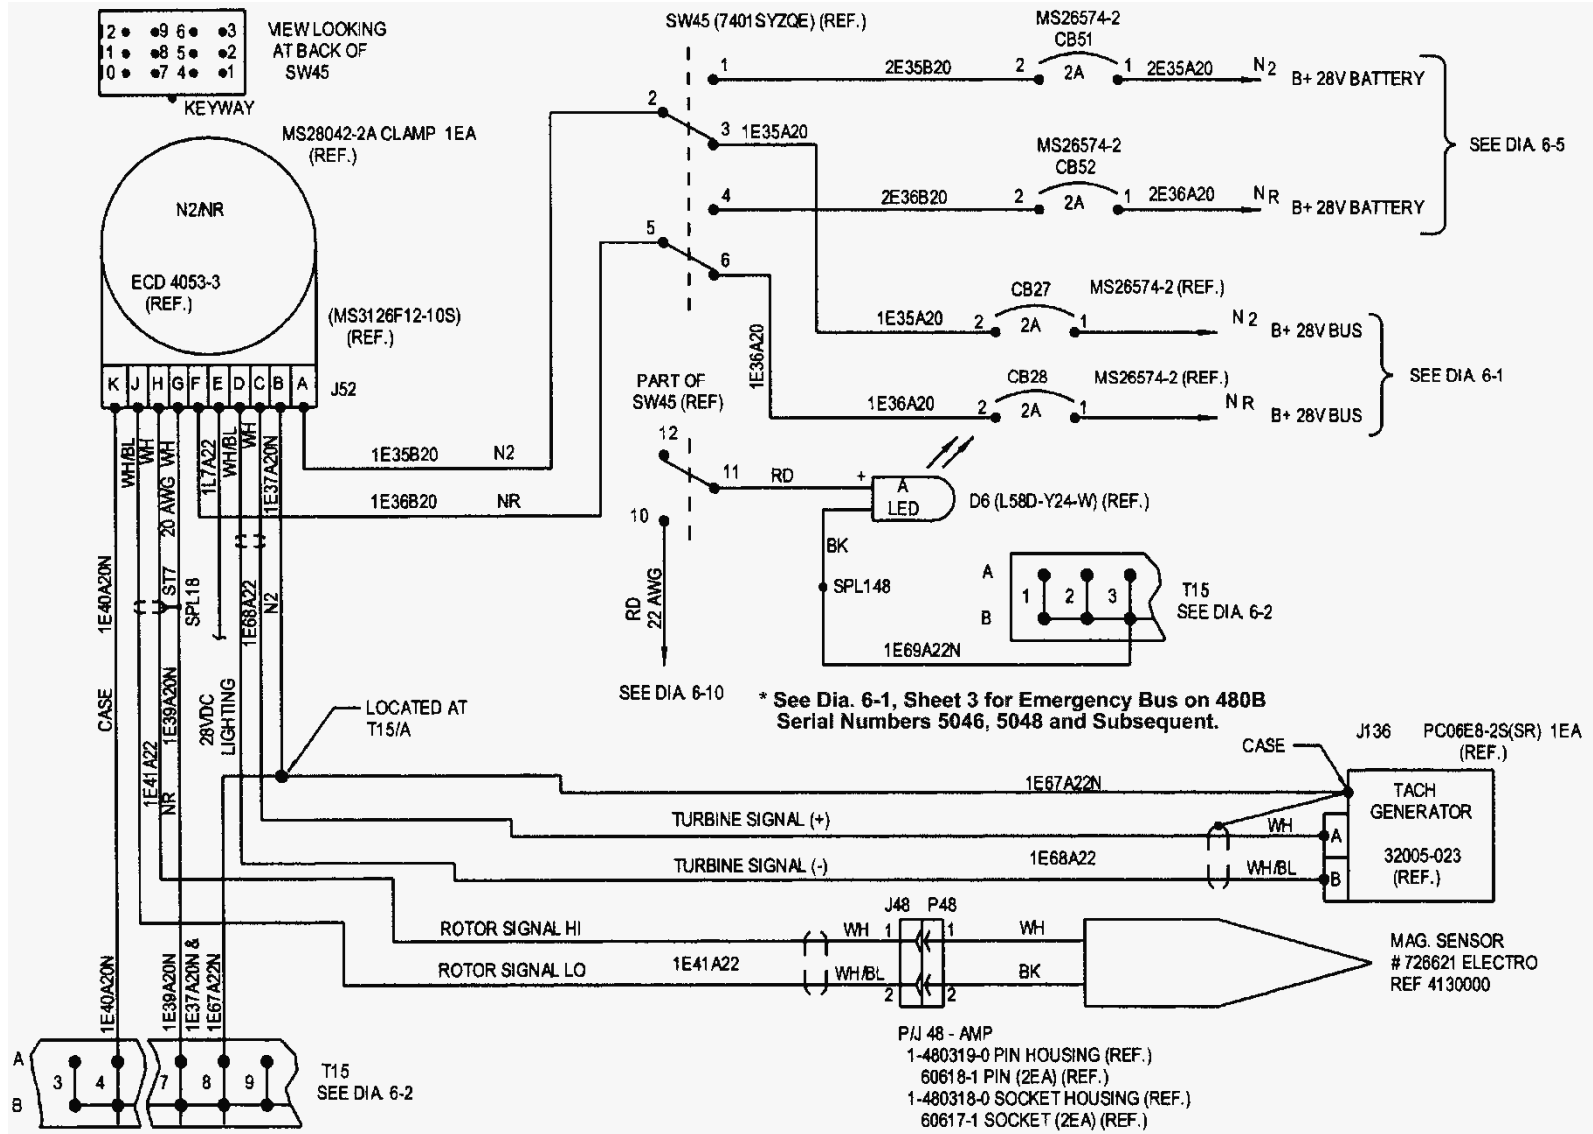 2 9 6 3
1 8 5 2
0 7 4 1
VIEW LOOKING
AT BACK OF
SW45
KEYWAY
MS28042-2A CLAMP 1EA
(REF.)
N2/NR
ECD 4053-3
(REF.)
(MS3126F12-10S)
(REF.)
K J H G F E D C B A
J52
SW45 (7401SYZQE) (REF.)
1
2
3
4
5
6
2E35B20
MS26574-2
CB51
2 2A 1
2E35A20
N2
B+ 28V BATTERY
1E35A20
MS26574-2
CB52
2E36B20
2 2A 1
2E36A20
NR
B+ 28V BATTERY
SEE DIA. 6-5
CB27
MS26574-2 (REF.)
1E35A20
2 2A 1
N2
B+ 28V BUS
1E36A20
CB28
MS26574-2 (REF.)
1E36A20
2 2A 1
NR
B+ 28V BUS
SEE DIA. 6-1
PART OF
SW45 (REF)
12
11
10
RD
+
A
LED
D6 (L58D-Y24-W) (REF.)
BK
SPL148
1E69A22N
RD
22 AWG
SEE DIA. 6-10
A
B
1 2 3
T15
SEE DIA. 6-2
1E35B20 N2
1E36B20 NR
WH/BL
WH
20 AWG WH
1L7A22
WH/BL
WH
1E37A20N
1E40A20N
ST7
SPL18
1E68A22
N2
CASE
1E39A20N
28VDC
LIGHTING
1E41A22
NR
LOCATED AT
T15/A
* See Dia. 6-1, Sheet 3 for Emergency Bus on 480B
Serial Numbers 5046, 5048 and Subsequent.
CASE
J136
PC06E8-2S(SR) 1EA
(REF.)
1E67A22N
TACH
GENERATOR
32005-023
(REF.)
TURBINE SIGNAL (+)
WH
A
TURBINE SIGNAL (-)
1E68A22
WH/BL
B
J48 P48
ROTOR SIGNAL HI
WH 1 1 WH
1E41A22
ROTOR SIGNAL LO
WH/BL 2 2 BK
MAG. SENSOR
# 726621 ELECTRO
REF 4130000
P/J 48 - AMP
1-480319-0 PIN HOUSING (REF.)
60618-1 PIN (2EA) (REF.)
1-480318-0 SOCKET HOUSING (REF.)
60617-1 SOCKET (2EA) (REF.)
1E40A20N
1E39A20N
1E37A20N &
1E67A22N
A
B
3 4 7 8 9
T15
SEE DIA. 6-2